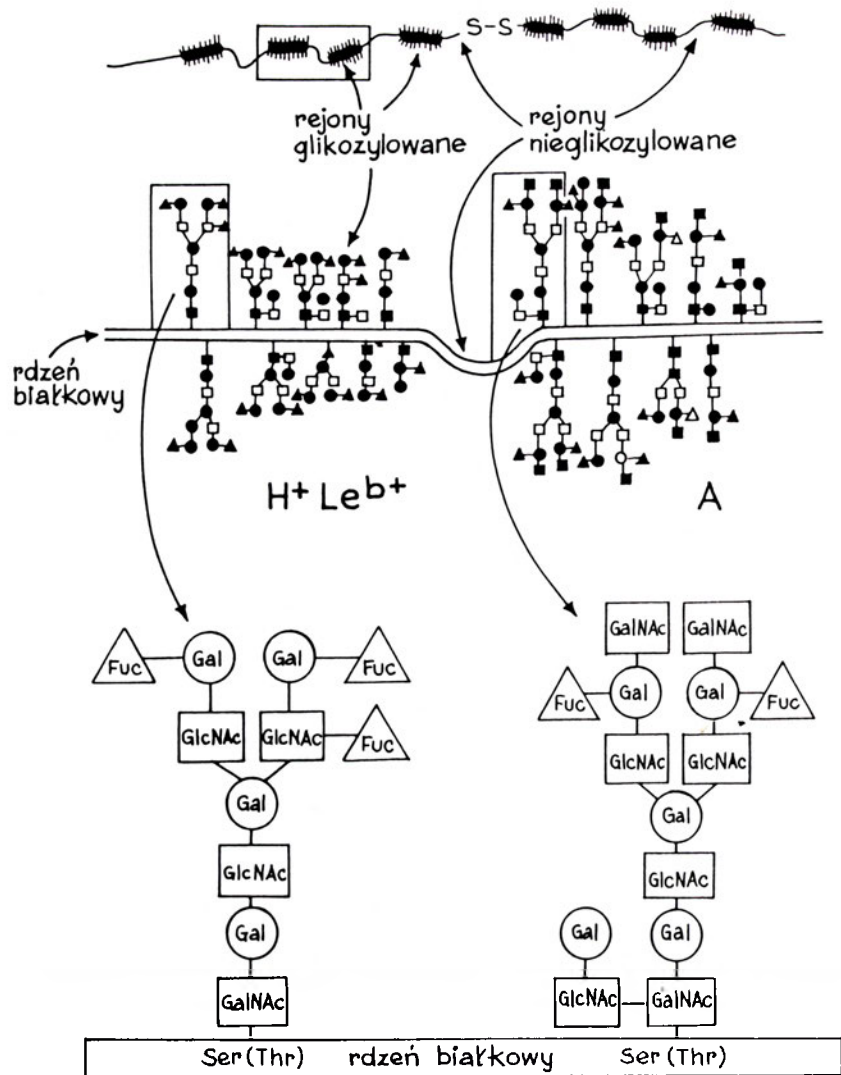 S-S
rejony
glikozylowane
rejony
nieglikozylowane
rdzeń
białkowy
H+ Leb+
A
Fuc
Gal
Gal
Fuc
GlcNAc
GlcNAc
Fuc
Gal
GlcNAc
Gal
GalNAc
GalNAc
GalNAc
Fuc
Gal
Gal
Fuc
GlcNAc
GlcNAc
Gal
GlcNAc
Gal
Gal
GlcNAc
GalNAc
Ser (Thr) rdzeń białkowy Ser (Thr)